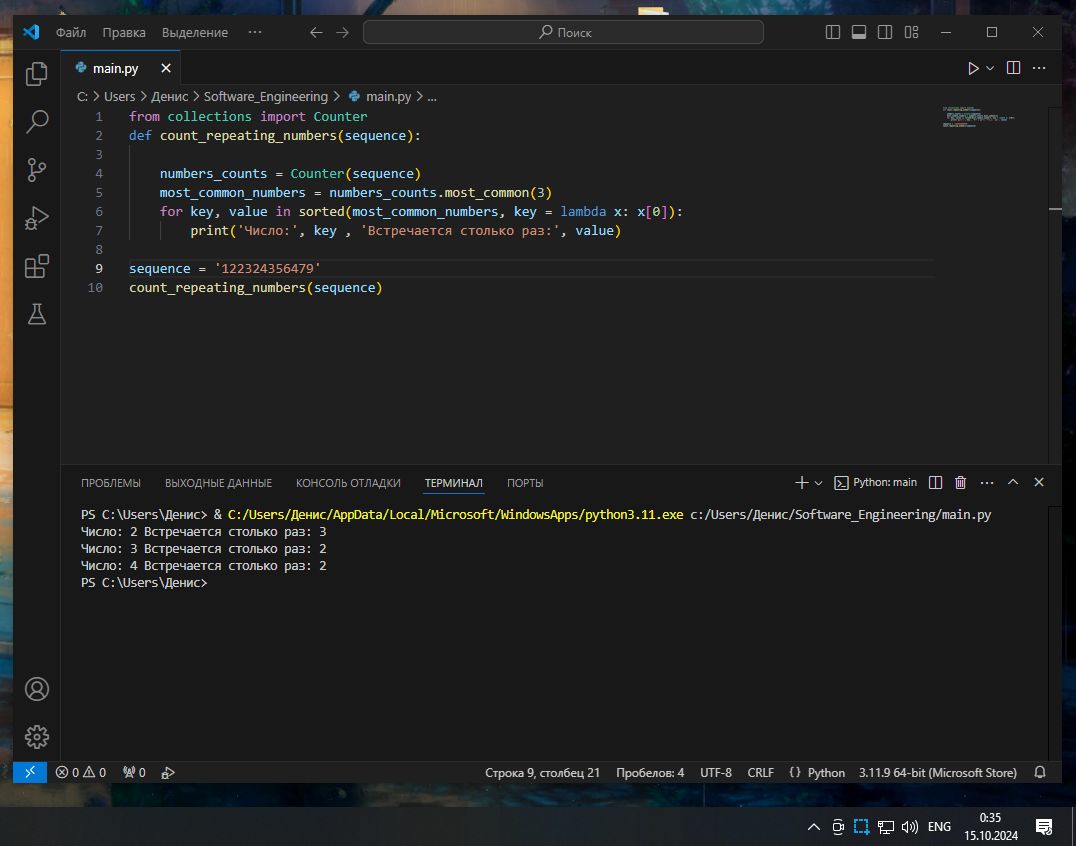 Файл Правка Выделение ··· Поиск
main.py
C: > Users > Денис > Software_Engineering > main.py > ...
1 from collections import Counter
2 def count_repeating_numbers(sequence):
3
4 numbers_counts = Counter(sequence)
5 most_common_numbers = numbers_counts.most_common(3)
6 for key, value in sorted(most_common_numbers, key = lambda x: x[0]):
7 print('Число:', key , 'Встречается столько раз:', value)
8
9 sequence = '122324356479'
10 count_repeating_numbers(sequence)
ПРОБЛЕМЫ ВЫХОДНЫЕ ДАННЫЕ КОНСОЛЬ ОТЛАДКИ ТЕРМИНАЛ ПОРТЫ Python: main
PS C:\Users\Денис> & C:/Users/Денис/AppData/Local/Microsoft/WindowsApps/python3.11.exe c:/Users/Денис/Software_Engineering/main.py
Число: 2 Встречается столько раз: 3
Число: 3 Встречается столько раз: 2
Число: 4 Встречается столько раз: 2
PS C:\Users\Денис>
0 0 0 Строка 9, столбец 21 Пробелов: 4 UTF-8 CRLF {} Python 3.11.9 64-bit (Microsoft Store)
ENG 0:35
15.10.2024